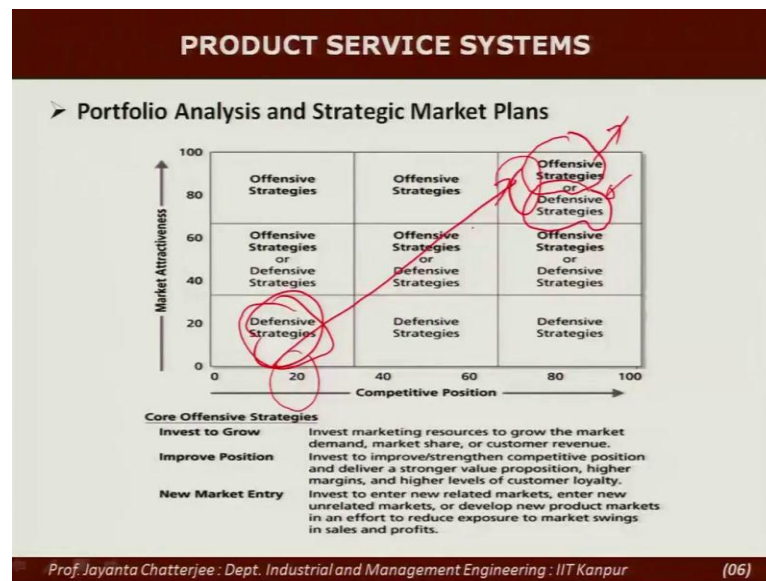 PRODUCT SERVICE SYSTEMS
➢ Portfolio Analysis and Strategic Market Plans
100
80
60
40
20
0
Market Attractiveness
Offensive
Strategies
Offensive
Strategies
Offensive
Strategies
or
Defensive
Strategies
Offensive
Strategies
or
Defensive
Strategies
Offensive
Strategies
or
Defensive
Strategies
Offensive
Strategies
or
Defensive
Strategies
Defensive
Strategies
Defensive
Strategies
Defensive
Strategies
0 20 40 60 80 100
Competitive Position
Core Offensive Strategies
Invest to Grow Invest marketing resources to grow the market
demand, market share, or customer revenue.
Improve Position Invest to improve/strengthen competitive position
and deliver a stronger value proposition, higher
margins, and higher levels of customer loyalty.
New Market Entry Invest to enter new related markets, enter new
unrelated markets, or develop new product markets
in an effort to reduce exposure to market swings
in sales and profits.
Prof. Jayanta Chatterjee : Dept. Industrial and Management Engineering : IIT Kanpur (06)